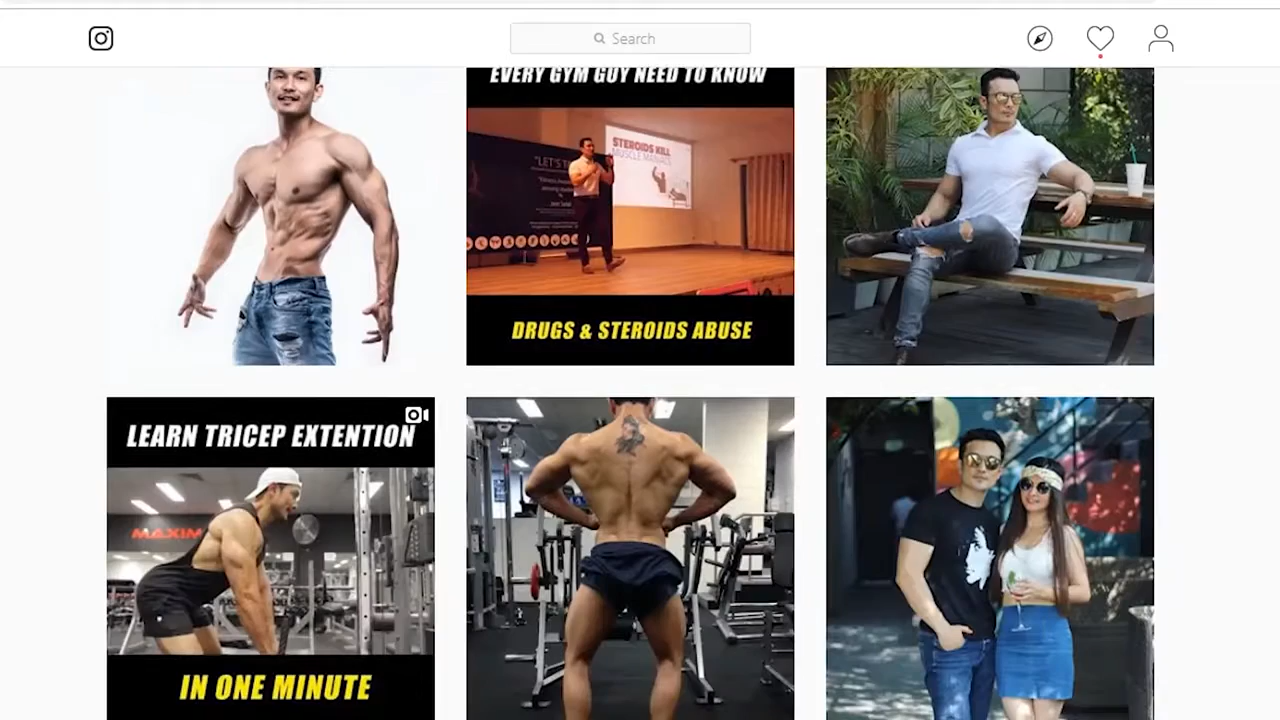 Search
EVERY GYM GUY NEED TO KNOW
"LET'S
STEROIDS KILL
MUSCLE MANIACS
DRUGS & STEROIDS ABUSE
LEARN TRICEP EXTENTION
MAXIM
IN ONE MINUTE